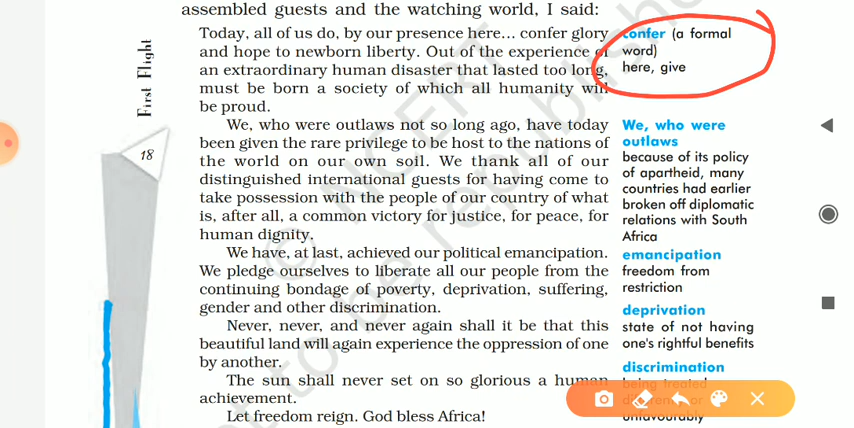 assembled guests and the watching world, I said:
Today, all of us do, by our presence here... confer glory
and hope to newborn liberty. Out of the experience of
an extraordinary human disaster that lasted too long,
must be born a society of which all humanity will
be proud.
We, who were outlaws not so long ago, have today
been given the rare privilege to be host to the nations of
the world on our own soil. We thank all of our
distinguished international guests for having come to
take possession with the people of our country of what
is, after all, a common victory for justice, for peace, for
human dignity.
We have, at last, achieved our political emancipation.
We pledge ourselves to liberate all our people from the
continuing bondage of poverty, deprivation, suffering,
gender and other discrimination.
Never, never, and never again shall it be that this
beautiful land will again experience the oppression of one
by another.
The sun shall never set on so glorious a human
achievement.
Let freedom reign. God bless Africa!
confer (a formal
word)
here, give
We, who were
outlaws
because of its policy
of apartheid, many
countries had earlier
broken off diplomatic
relations with South
Africa
emancipation
freedom from
restriction
deprivation
state of not having
one's rightful benefits
discrimination
being treated
unfavourably
First Flight
18
© NCERT
not to be republished